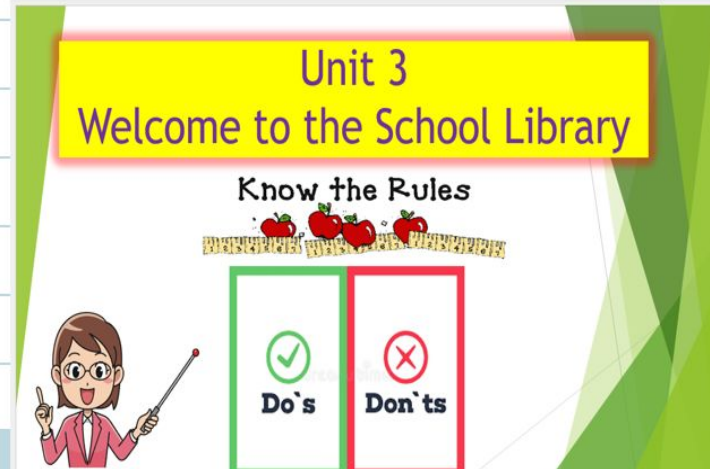 Unit 3
Welcome to the School Library
Know the Rules
Do`s Don`ts